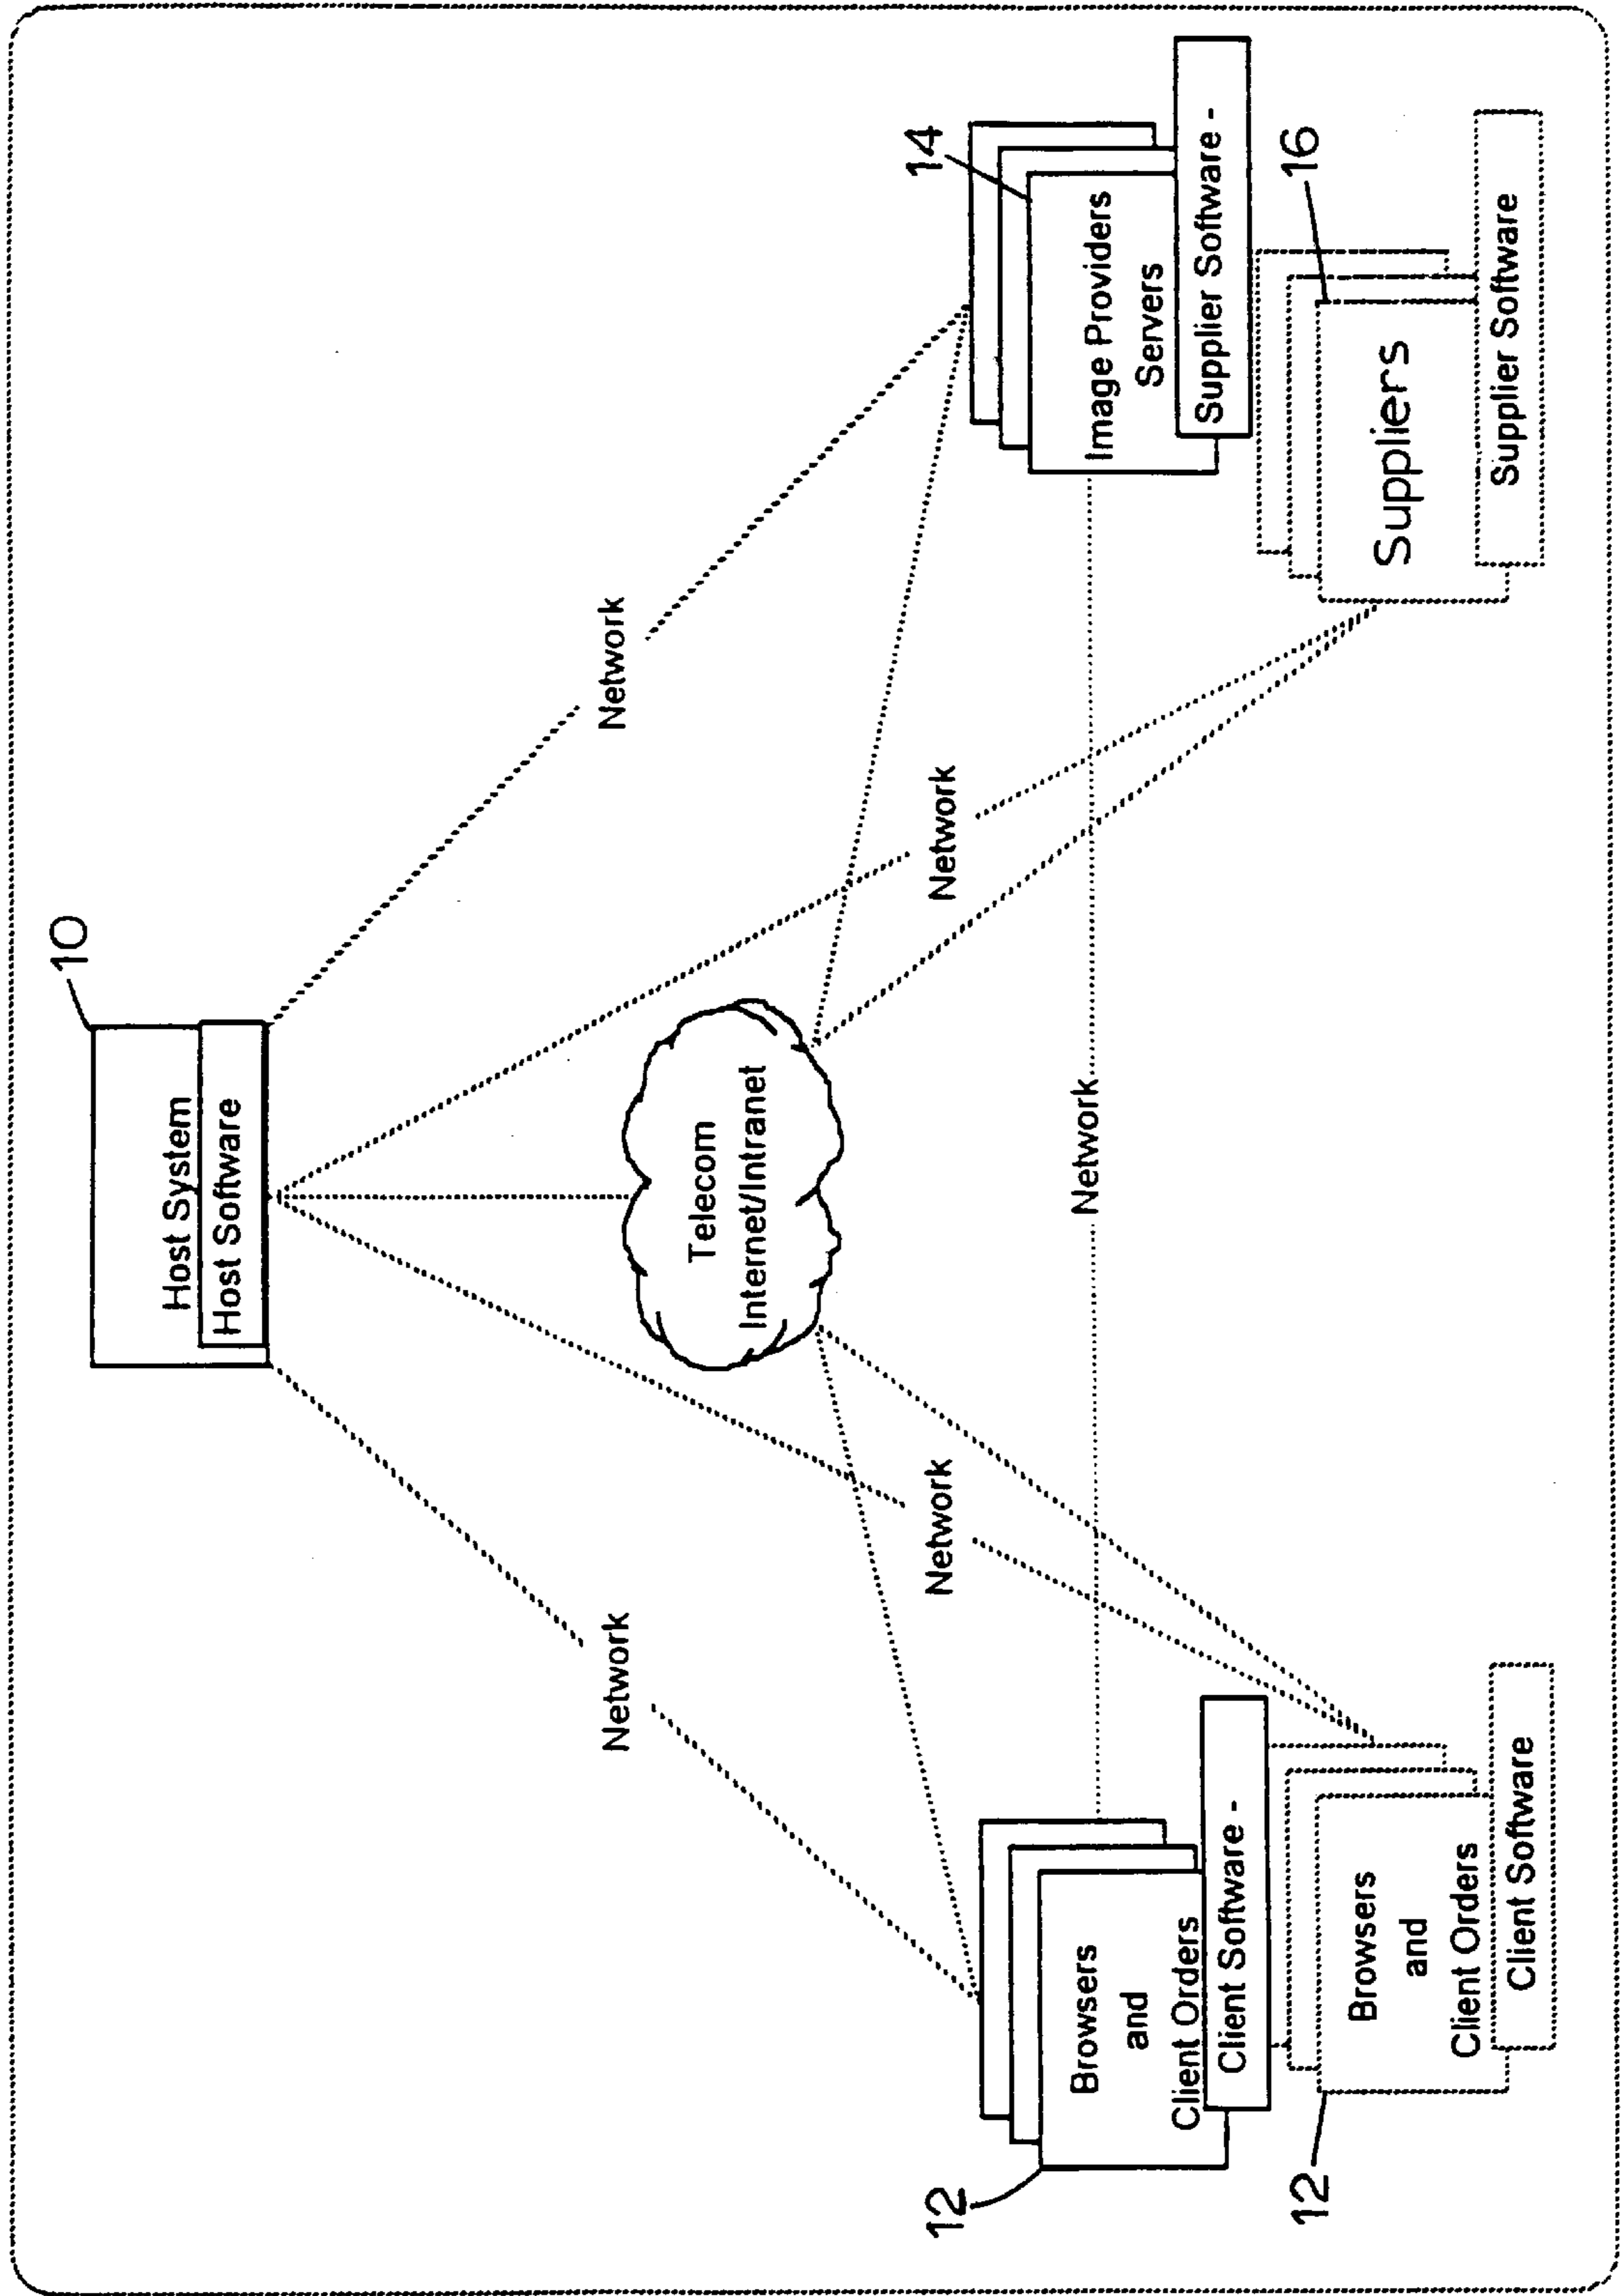 10
Host System
Host Software
Network
Network
Telecom
Internet/Intranet
Network
Network
Network
12
Browsers
and
Client Orders
Client Software -
12
Browsers
and
Client Orders
Client Software
14
Image Providers
Servers
Supplier Software -
16
Suppliers
Supplier Software